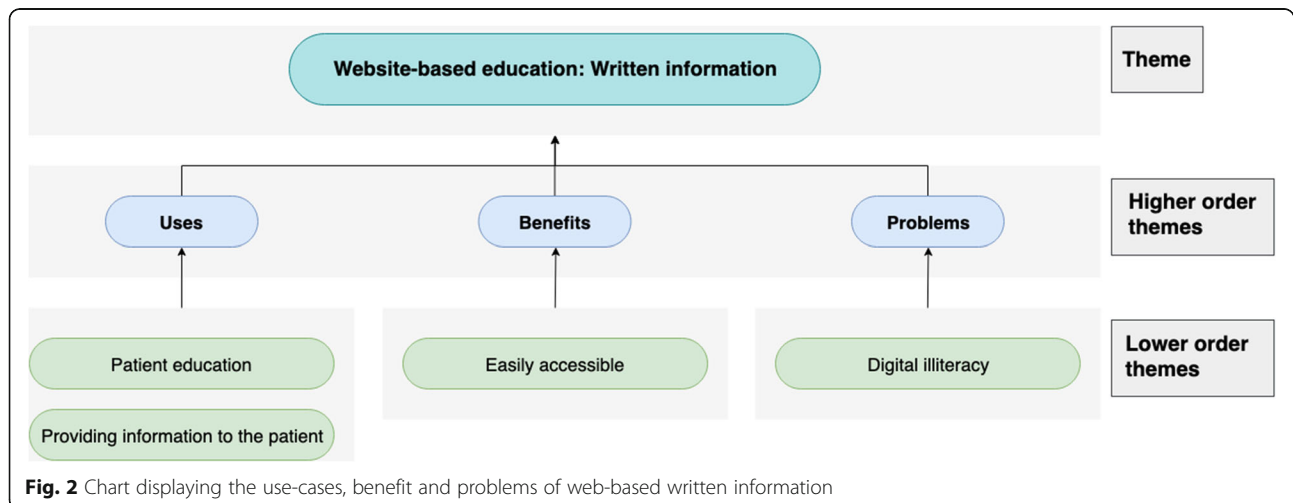 Website-based education: Written information
Theme
Uses
Benefits
Problems
Higher order
themes
Patient education
Easily accessible
Digital illiteracy
Lower order
themes
Providing information to the patient
Fig. 2 Chart displaying the use-cases, benefit and problems of web-based written information